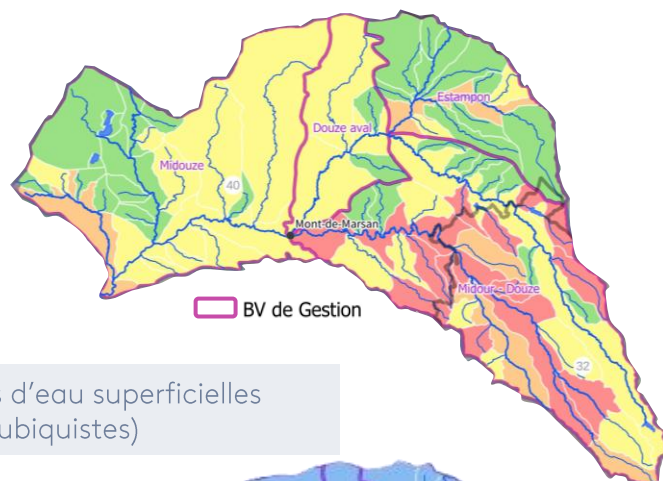 Estampon
Douze aval
Midouze
40
Mont-de-Marsan
Midour - Douze
BV de Gestion
32
d'eau superficielles
ubiquistes)